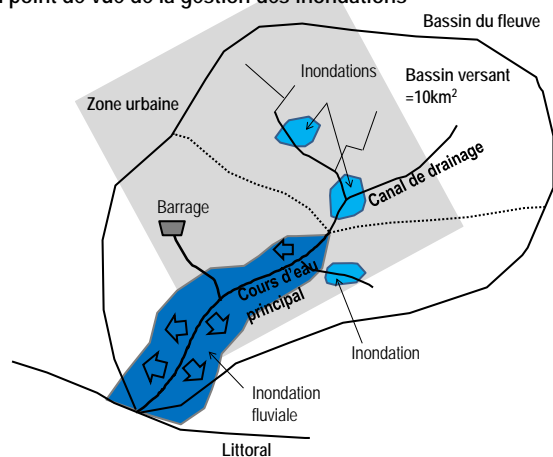 point de vue de la gestion des inondations
Bassin du fleuve
Inondations
Bassin versant
=10km²
Zone urbaine
Canal de drainage
Barrage
Cours d'eau
principal
Inondation
Inondation
fluviale
Littoral